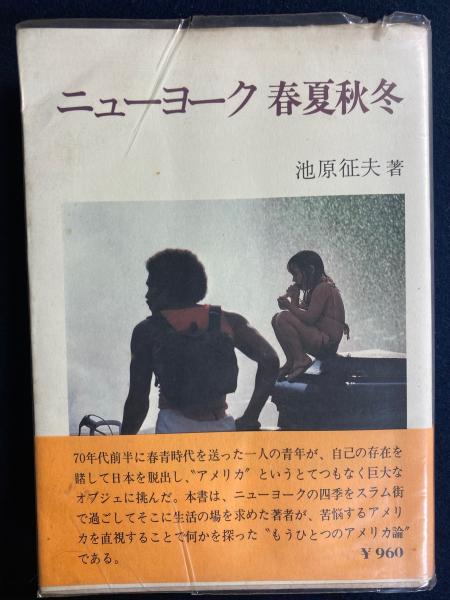 ニューヨーク 春夏秋冬
池原征夫 著
70年代前半に春青時代を送った一人の青年が、自己の存在を
賭して日本を脱出し、〝アメリカ〟というとてつもなく巨大な
オブジェに挑んだ。本書は、ニューヨークの四季をスラム街
で過ごしてそこに生活の場を求めた著者が、苦悩するアメリ
カを直視することで何かを探った〝もうひとつのアメリカ論〟
である。
¥960